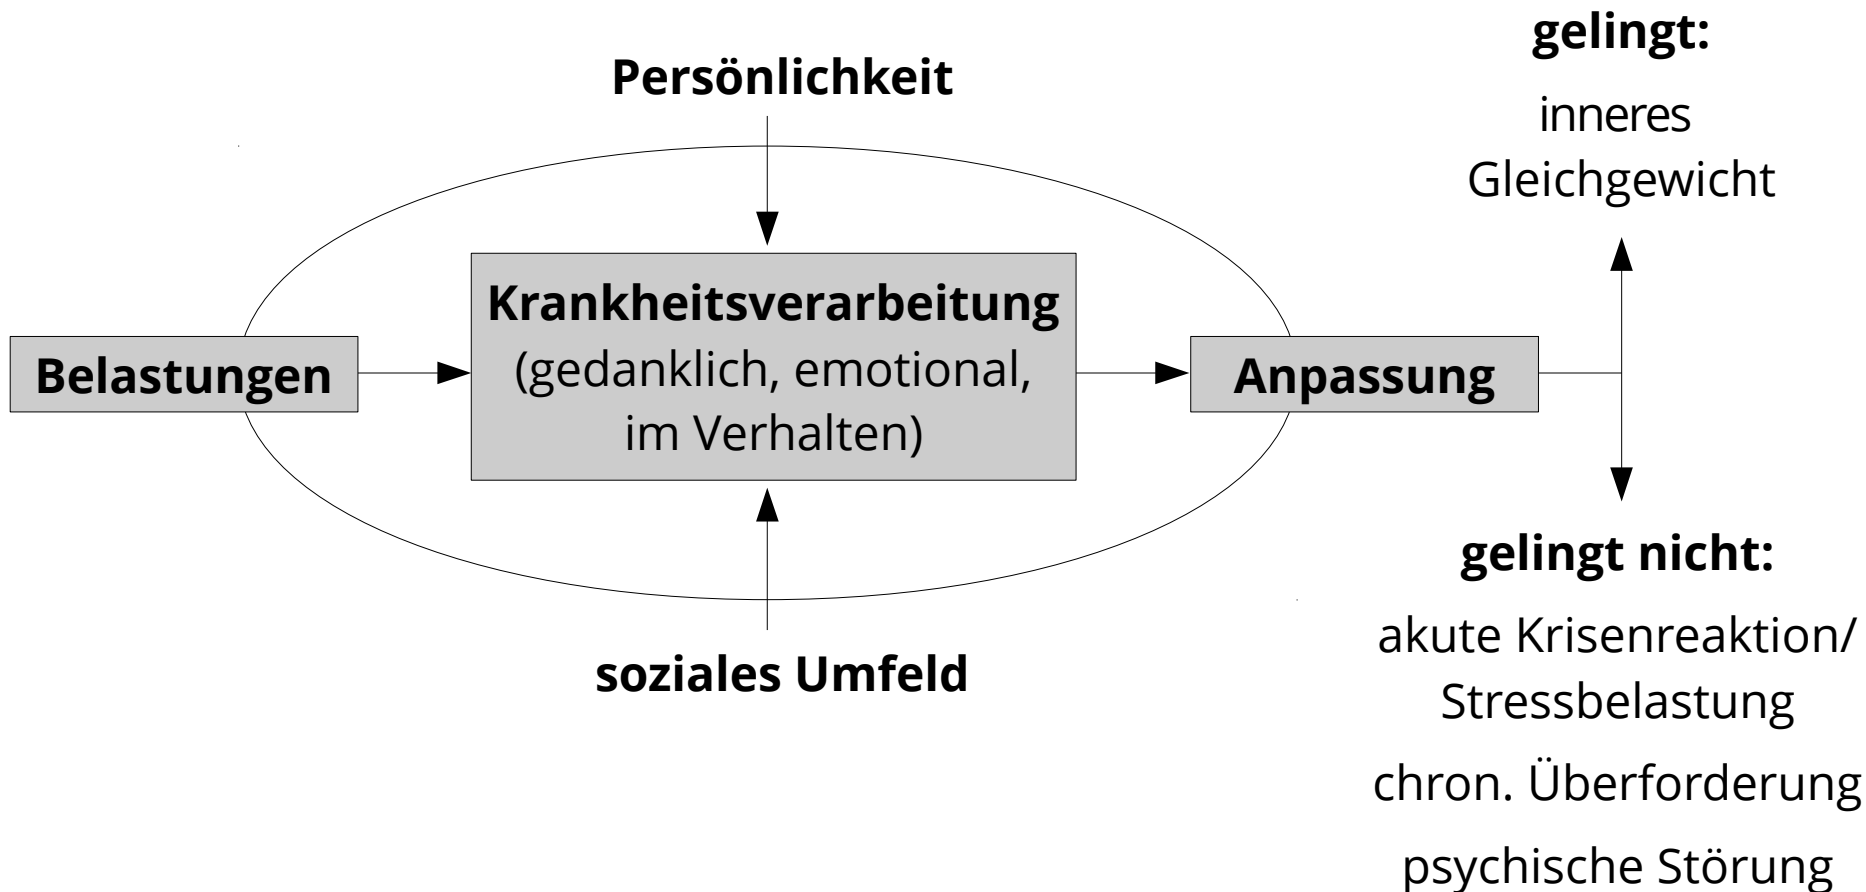 gelingt:
inneres
Gleichgewicht
Persönlichkeit
Belastungen
Krankheitsverarbeitung
(gedanklich, emotional,
im Verhalten)
Anpassung
soziales Umfeld
gelingt nicht:
akute Krisenreaktion/
Stressbelastung
chron. Überforderung
psychische Störung